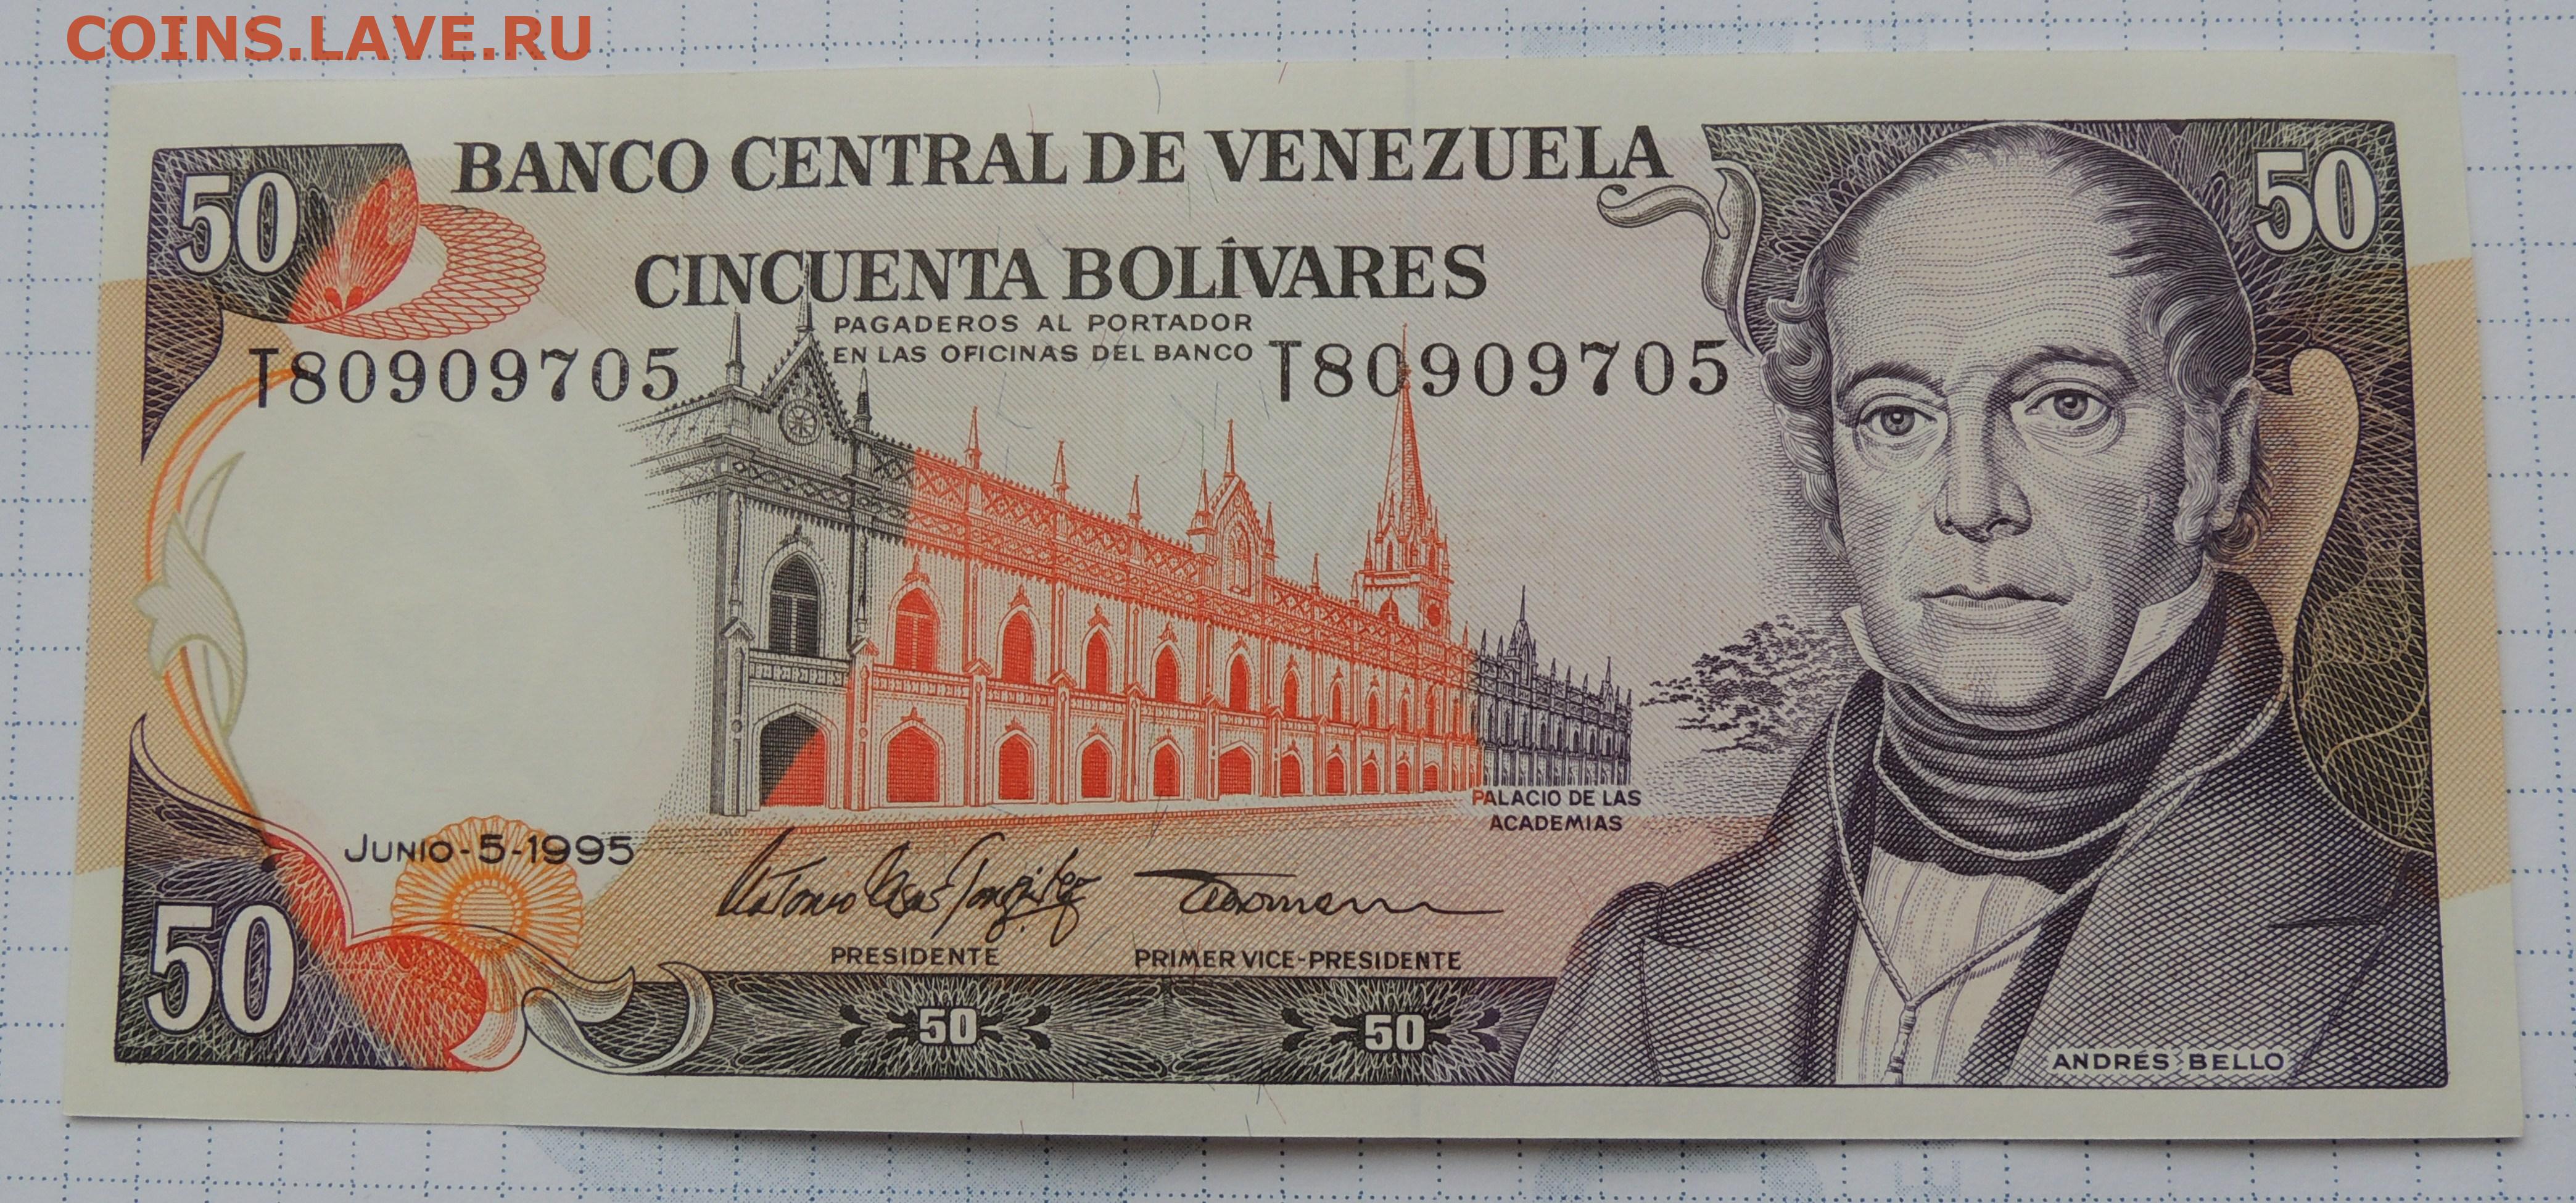 COINS.LAVE.RU
50
BANCO CENTRAL DE VENEZUELA
50
CINCUENTA BOLÍVARES
PAGADEROS AL PORTADOR
EN LAS OFICINAS DEL BANCO
T80909705
T80909705
PALACIO DE LAS
ACADEMIAS
JUNIO-5-1995
PRESIDENTE
PRIMER VICE-PRESIDENTE
50
50
50
ANDRÉS BELLO